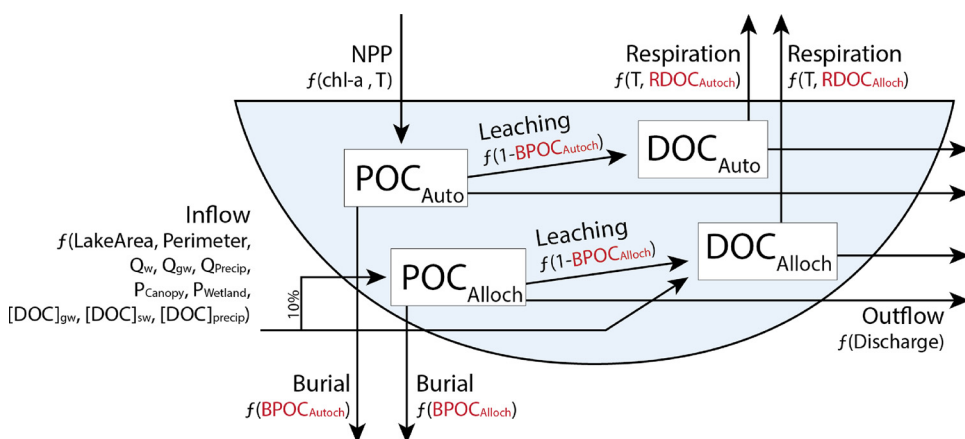 NPP
ƒ(chl-a , T)
Respiration
ƒ(T, RDOCAutoch)
Respiration
ƒ(T, RDOCAlloch)
Leaching
ƒ(1-BPOCAutoch)
DOCAuto
POCAuto
Inflow
ƒ(LakeArea, Perimeter,
Qw, Qgw, QPrecip,
PCanopy, PWetland,
[DOC]gw, [DOC]sw, [DOC]precip)
10%
Leaching
ƒ(1-BPOCAlloch)
DOCAlloch
POCAlloch
Outflow
ƒ(Discharge)
Burial
ƒ(BPOCAutoch)
Burial
ƒ(BPOCAlloch)